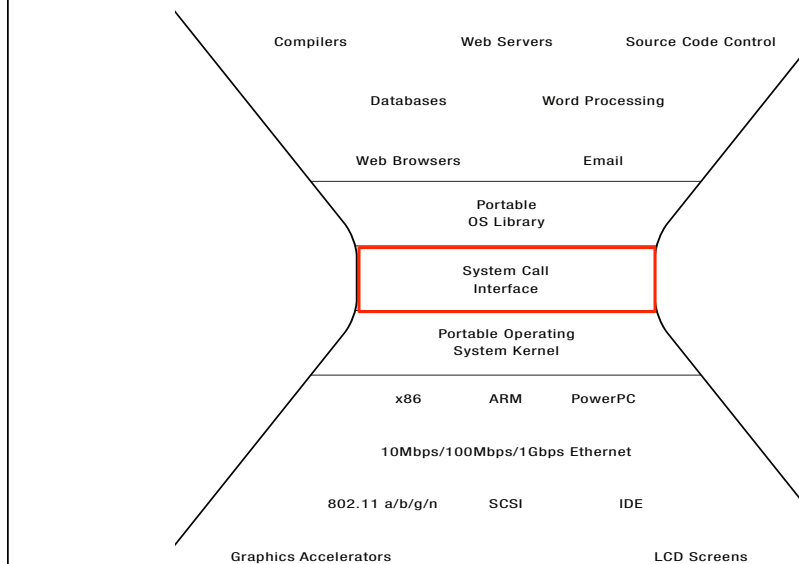 Compilers Web Servers Source Code Control
Databases Word Processing
Web Browsers Email
Portable
OS Library
System Call
Interface
Portable Operating
System Kernel
x86 ARM PowerPC
10Mbps/100Mbps/1Gbps Ethernet
802.11 a/b/g/n SCSI IDE
Graphics Accelerators LCD Screens